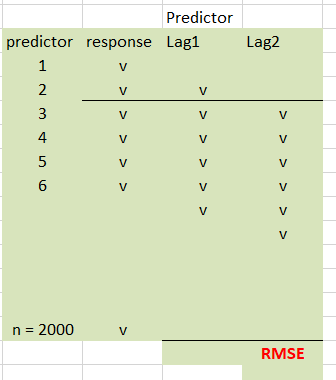 Predictor
predictor response Lag1 Lag2
1 v
2 v v
3 v v v
4 v v v
5 v v v
6 v v v
v v
v
n = 2000 v
RMSE